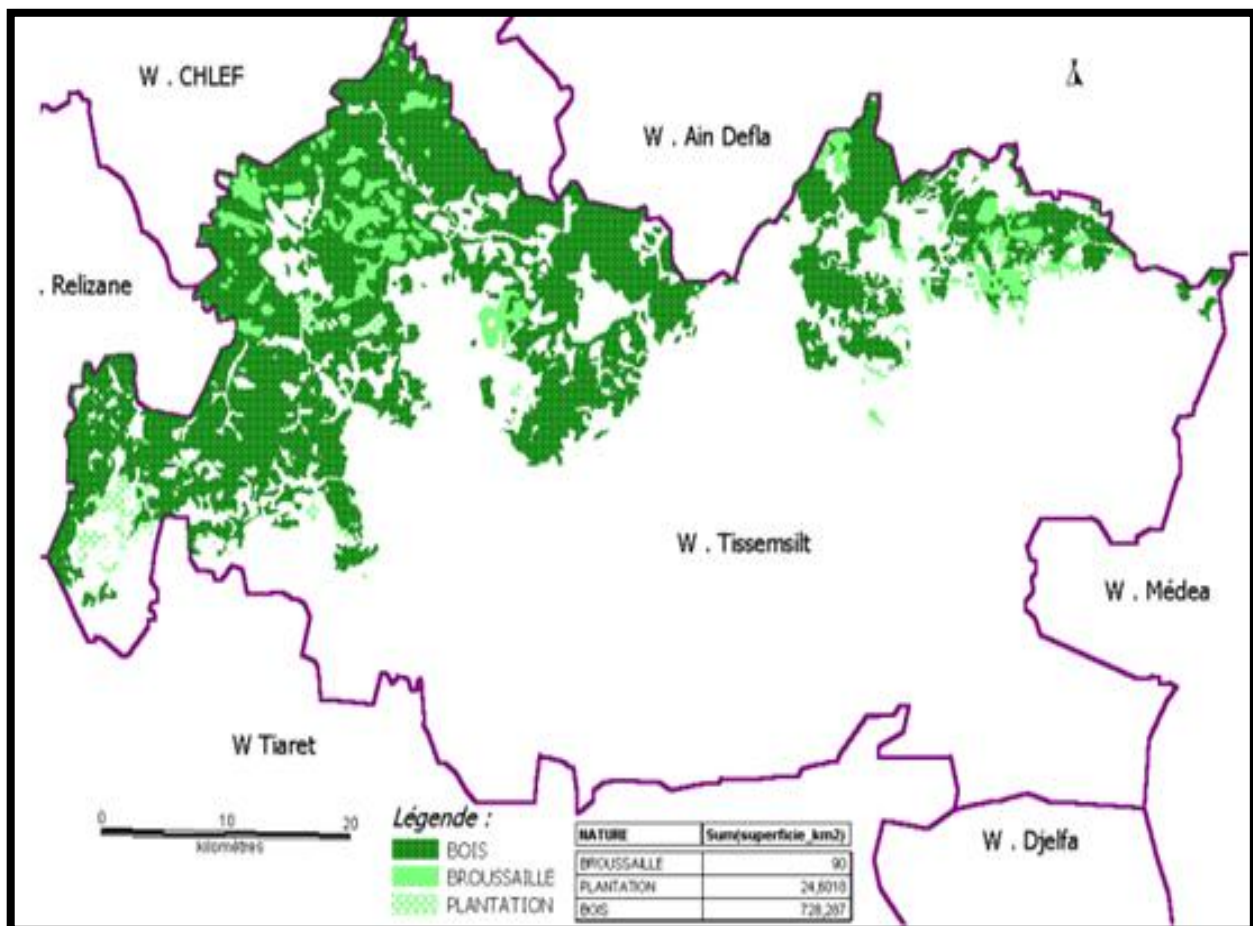 W . CHLEF
W . Ain Defla
. Relizane
W . Tissemsilt
W . Médea
W Tiaret
W . Djelfa
0 10 20
kilomètres
Légende :
BOIS
BROUSSAILLE
PLANTATION
NATURE Sum(superficie_km2)
BROUSSAILLE 90
PLANTATION 24,6018
BOIS 728,287